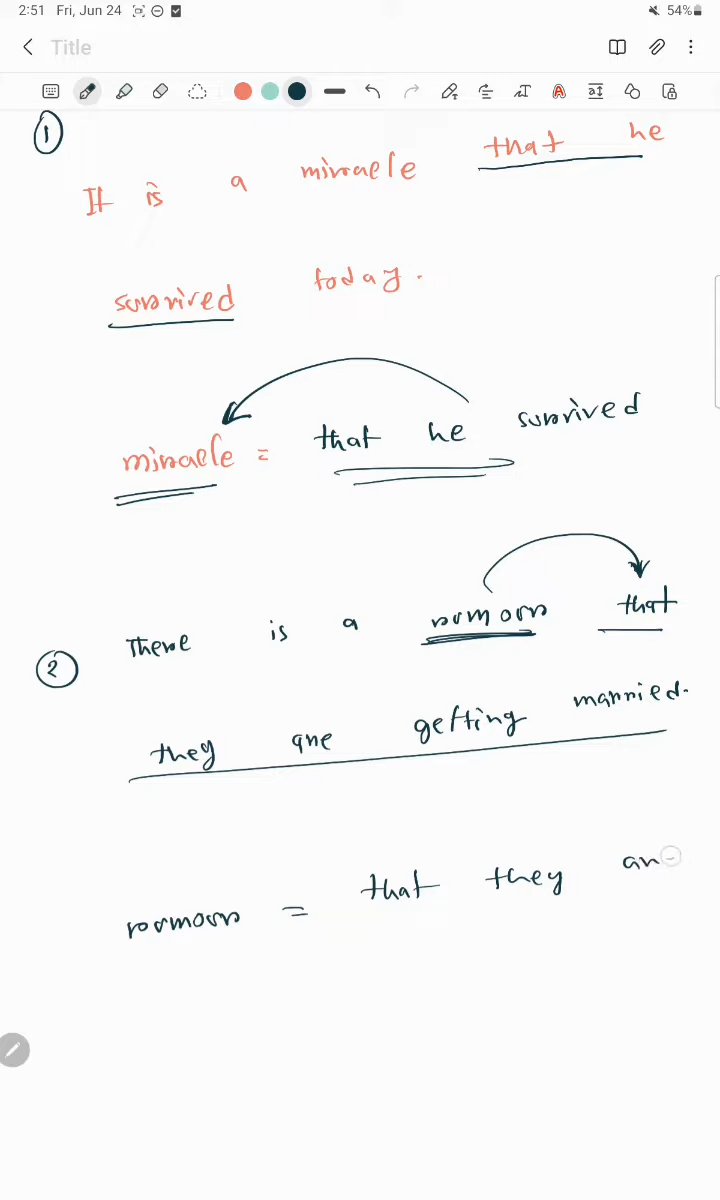 2:51 Fri, Jun 24 54%
Title
1
It is a miracle that he
survived today.
miracle = that he survived
2 There is a rumour that
they are getting married.
rumour = that they are